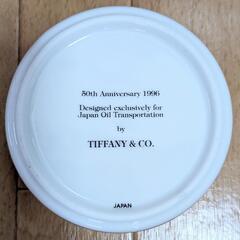 50th Anniversary 1996
Designed exclusively for
Japan Oil Transportation
by
TIFFANY & CO.
JAPAN